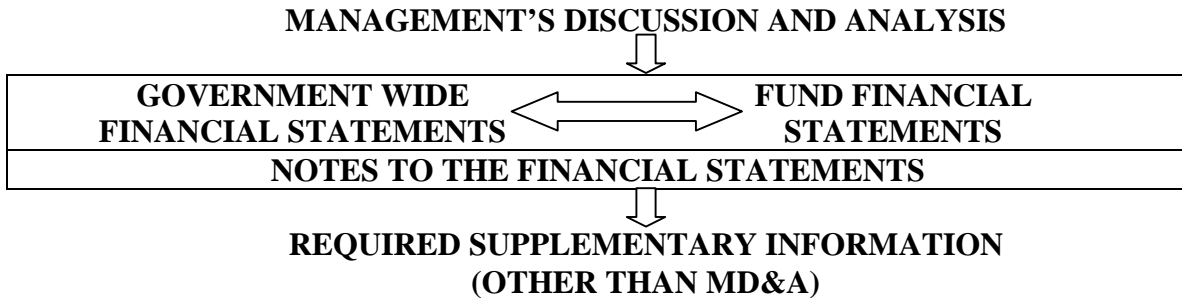 MANAGEMENT’S DISCUSSION AND ANALYSIS
GOVERNMENT WIDE
FINANCIAL STATEMENTS
FUND FINANCIAL
STATEMENTS
NOTES TO THE FINANCIAL STATEMENTS
REQUIRED SUPPLEMENTARY INFORMATION
(OTHER THAN MD&A)